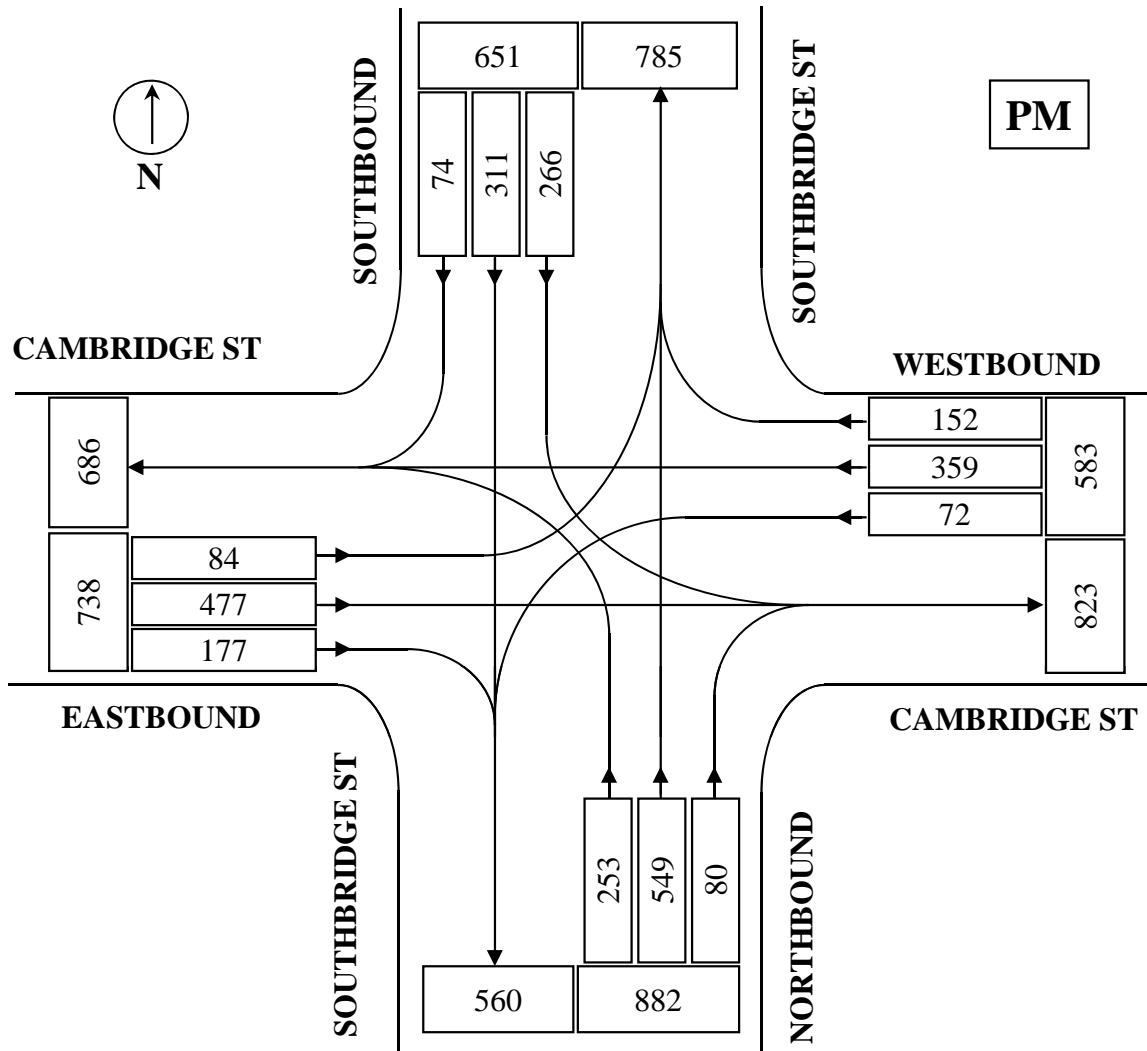 651
785
PM
N
SOUTHBOUND
74
311
266
SOUTHBRIDGE ST
CAMBRIDGE ST
WESTBOUND
686
152
359
72
583
738
84
477
177
823
EASTBOUND
CAMBRIDGE ST
SOUTHBRIDGE ST
253
549
80
NORTHBOUND
560
882